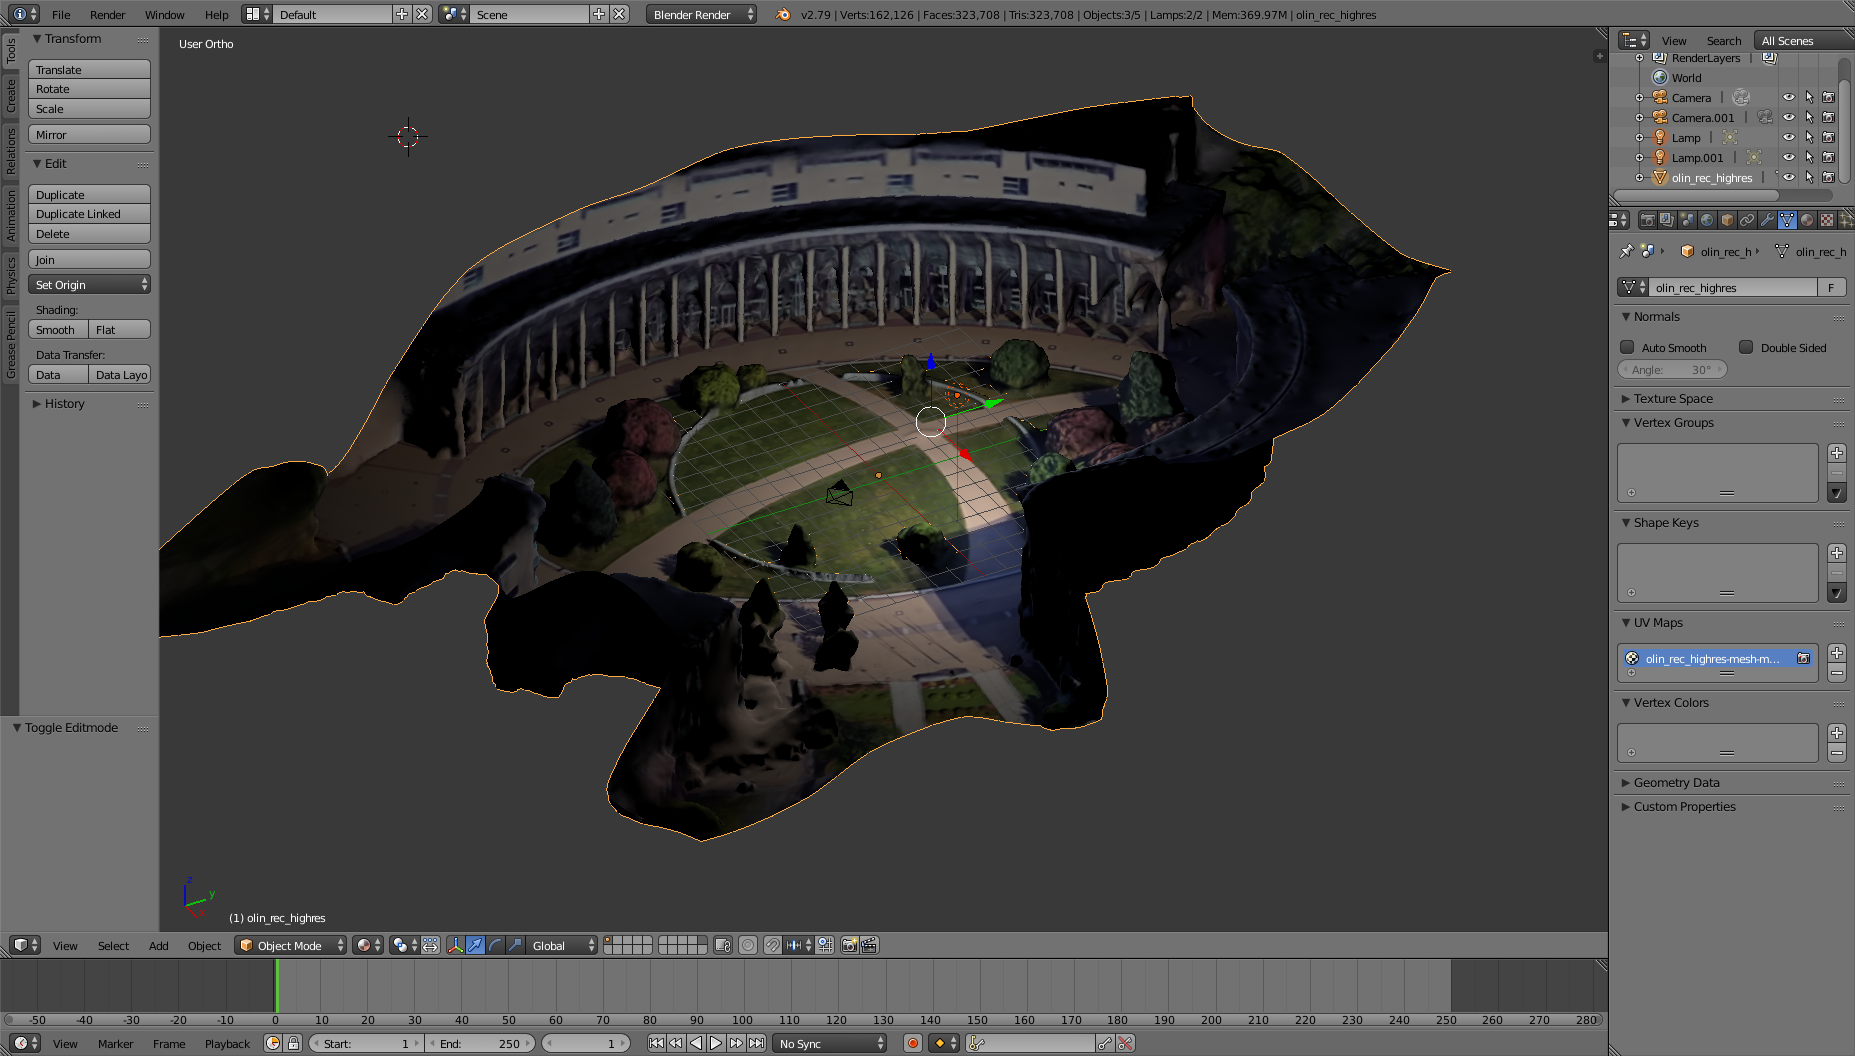 File Render Window Help Default Scene Blender Render v2.79 | Verts:162,126 | Faces:323,708 | Tris:323,708 | Objects:3/5 | Lamps:2/2 | Mem:369.97M | olin_rec_highres
Tools
Create
Relations
Animation
Physics
Grease Pencil
Transform
Translate
Rotate
Scale
Mirror
Edit
Duplicate
Duplicate Linked
Delete
Join
Set Origin
Shading:
Smooth Flat
Data Transfer:
Data Data Layo
History
Toggle Editmode
User Ortho
z
y
x
(1) olin_rec_highres
View Select Add Object Object Mode Global
View Search All Scenes
RenderLayers
World
Camera
Camera.001
Lamp
Lamp.001
olin_rec_highres
olin_rec_h olin_rec_h
olin_rec_highres F
Normals
Auto Smooth Double Sided
Angle: 30°
Texture Space
Vertex Groups
Shape Keys
UV Maps
olin_rec_highres-mesh-m...
Vertex Colors
Geometry Data
Custom Properties
-50 -40 -30 -20 -10 0 10 20 30 40 50 60 70 80 90 100 110 120 130 140 150 160 170 180 190 200 210 220 230 240 250 260 270 280
View Marker Frame Playback Start: 1 End: 250 1 No Sync